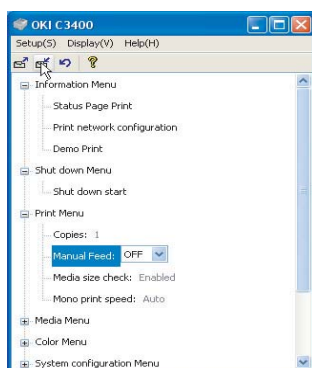 OKI C3400
Setup(S) Display(V) Help(H)
Information Menu
Status Page Print
Print network configuration
Demo Print
Shut down Menu
Shut down start
Print Menu
Copies: 1
Manual Feed: OFF
Media size check: Enabled
Mono print speed: Auto
Media Menu
Color Menu
System configuration Menu